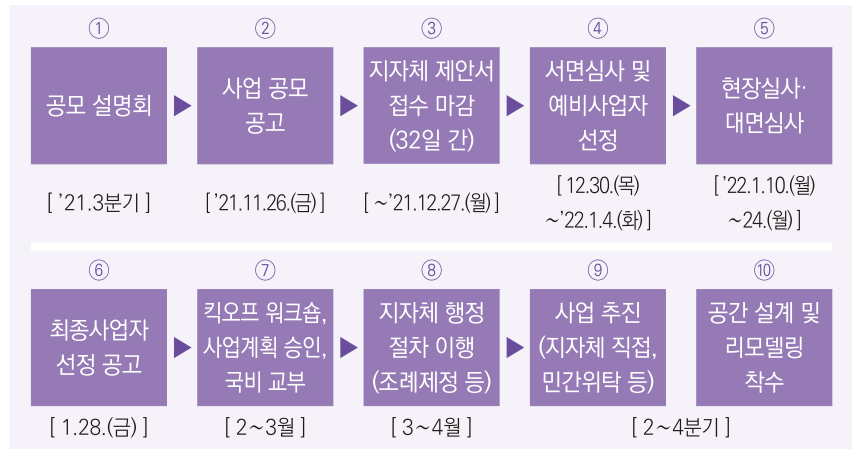 ①
공모 설명회
[ ’21.3분기 ]
②
사업 공모
공고
[ ’21.11.26.(금) ]
③
지자체 제안서
접수 마감
(32일 간)
[ ~’21.12.27.(월) ]
④
서면심사 및
예비사업자
선정
[ 12.30.(목)
~’22.1.4.(화) ]
⑤
현장실사·
대면심사
[ ’22.1.10.(월)
~24.(월) ]
⑥
최종사업자
선정 공고
[ 1.28.(금) ]
⑦
킥오프 워크숍,
사업계획 승인,
국비 교부
[ 2~3월 ]
⑧
지자체 행정
절차 이행
(조례제정 등)
[ 3~4월 ]
⑨
사업 추진
(지자체 직접,
민간위탁 등)
⑩
공간 설계 및
리모델링
착수
[ 2~4분기 ]